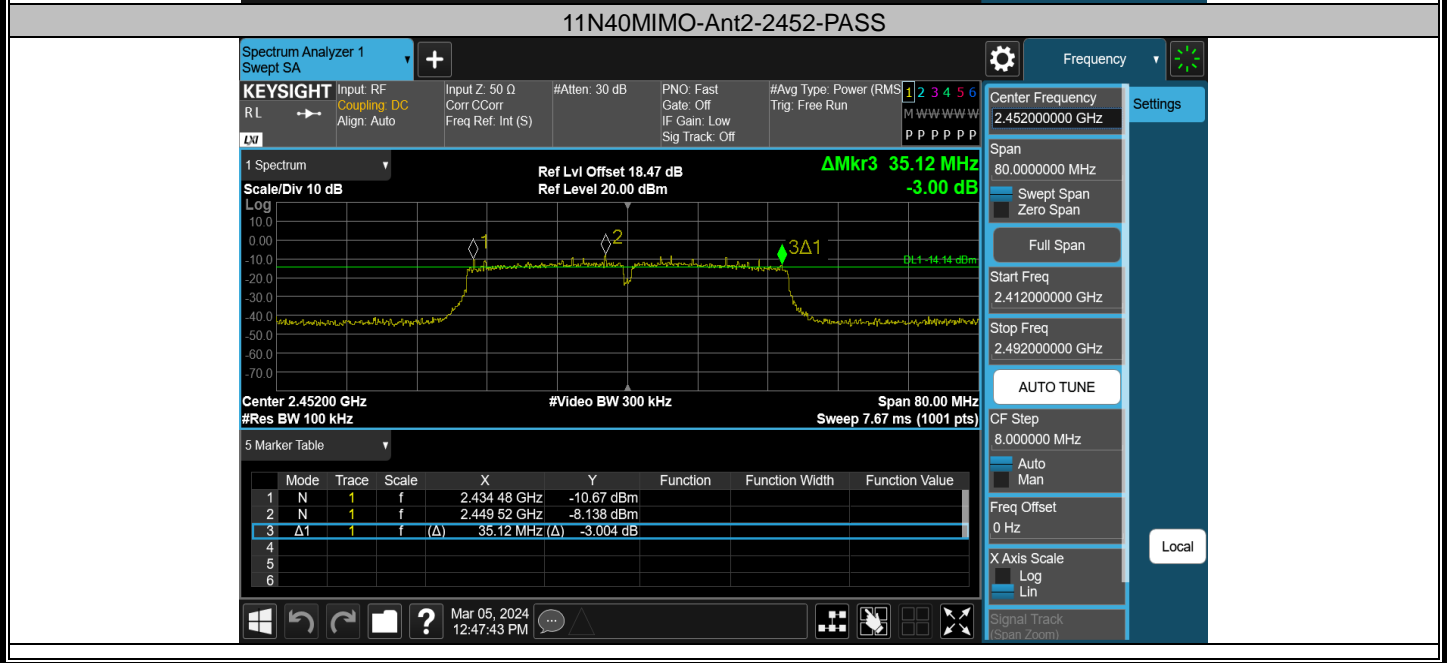 11N40MIMO-Ant2-2452-PASS
Spectrum Analyzer 1
Swept SA
+
Frequency
KEYSIGHT
RL
LXI
Input: RF
Coupling: DC
Align: Auto
Input Z: 50 Ω
Corr CCorr
Freq Ref: Int (S)
#Atten: 30 dB
PNO: Fast
Gate: Off
IF Gain: Low
Sig Track: Off
#Avg Type: Power (RMS
Trig: Free Run
1 2 3 4 5 6
M W W W W W
P P P P P P
1 Spectrum
Scale/Div 10 dB
Ref Lvl Offset 18.47 dB
Ref Level 20.00 dBm
ΔMkr3 35.12 MHz
-3.00 dB
Log
10.0
0.00
-10.0
-20.0
-30.0
-40.0
-50.0
-60.0
-70.0
1
2
3Δ1
DL1 -14.14 dBm
Center 2.45200 GHz
#Video BW 300 kHz
Span 80.00 MHz
#Res BW 100 kHz
Sweep 7.67 ms (1001 pts)
5 Marker Table
Mode Trace Scale X Y Function Function Width Function Value
1 N 1 f 2.434 48 GHz -10.67 dBm
2 N 1 f 2.449 52 GHz -8.138 dBm
3 Δ1 1 f (Δ) 35.12 MHz (Δ) -3.004 dB
4
5
6
?
Mar 05, 2024
12:47:43 PM
Center Frequency
2.452000000 GHz
Span
80.0000000 MHz
Swept Span
Zero Span
Full Span
Start Freq
2.412000000 GHz
Stop Freq
2.492000000 GHz
AUTO TUNE
CF Step
8.000000 MHz
Auto
Man
Freq Offset
0 Hz
X Axis Scale
Log
Lin
Signal Track
(Span Zoom)
Settings
Local